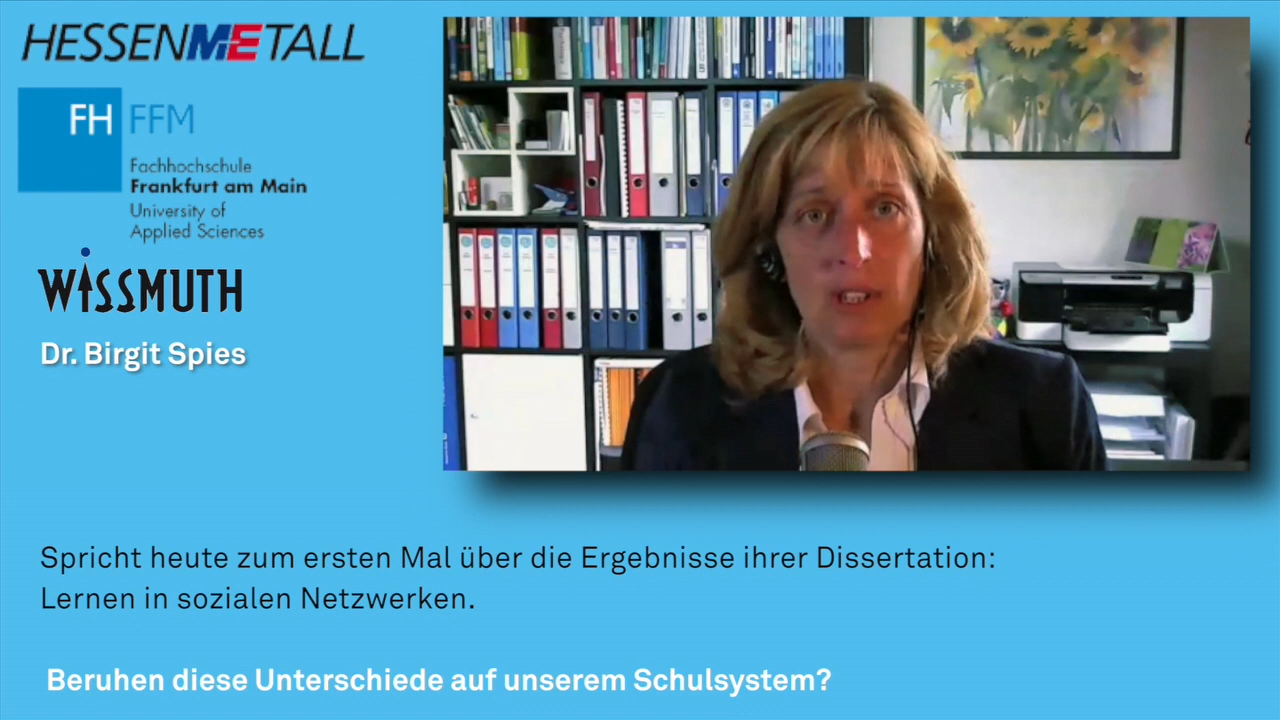 HESSENMETALL
FH FFM
Fachhochschule
Frankfurt am Main
University of
Applied Sciences
WISSMUTH
Dr. Birgit Spies
Spricht heute zum ersten Mal über die Ergebnisse ihrer Dissertation:
Lernen in sozialen Netzwerken.
Beruhen diese Unterschiede auf unserem Schulsystem?